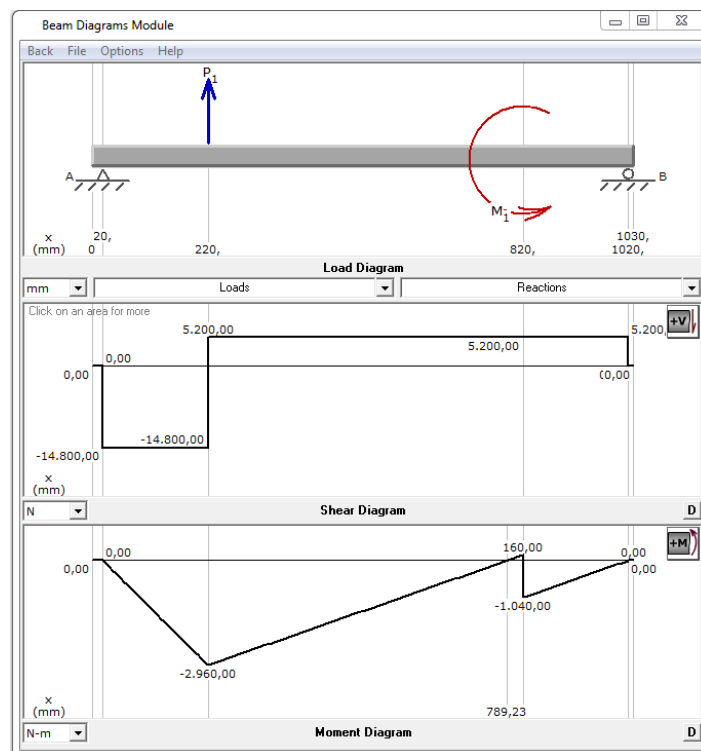 Beam Diagrams Module
Back File Options Help
P1
A
B
M1
x 20, 1030,
(mm) 0 220, 820, 1020,
Load Diagram
mm Loads Reactions
Click on an area for more
5.200,00 5.200,
+V
0,00 5.200,00
0,00 0,00
-14.800,00
-14.800,00
x
(mm)
N Shear Diagram D
+M
0,00 160,00 0,00
0,00 0,00
-1.040,00
-2.960,00
x
(mm) 789,23
N-m Moment Diagram D